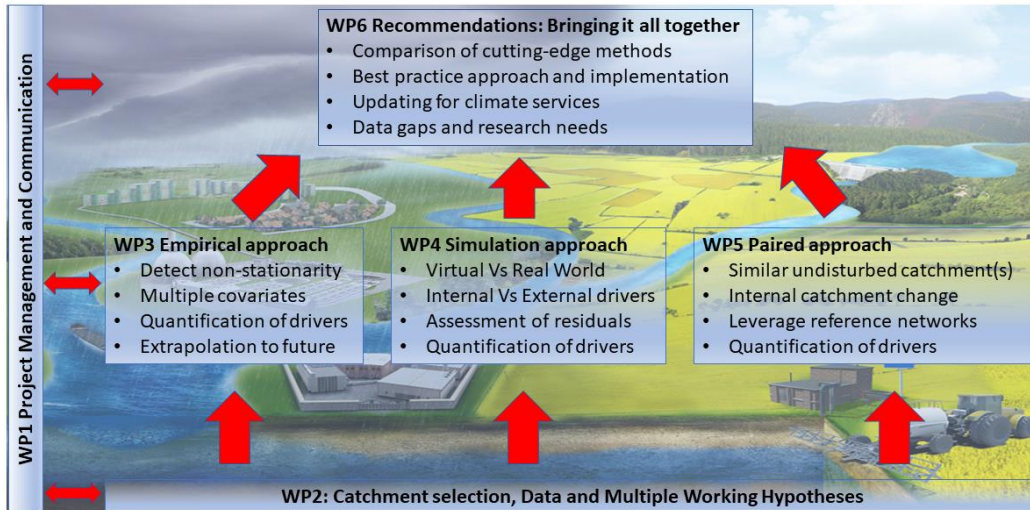 WP1 Project Management and Communication
WP6 Recommendations: Bringing it all together
• Comparison of cutting-edge methods
• Best practice approach and implementation
• Updating for climate services
• Data gaps and research needs
WP3 Empirical approach
• Detect non-stationarity
• Multiple covariates
• Quantification of drivers
• Extrapolation to future
WP4 Simulation approach
• Virtual Vs Real World
• Internal Vs External drivers
• Assessment of residuals
• Quantification of drivers
WP5 Paired approach
• Similar undisturbed catchment(s)
• Internal catchment change
• Leverage reference networks
• Quantification of drivers
WP2: Catchment selection, Data and Multiple Working Hypotheses